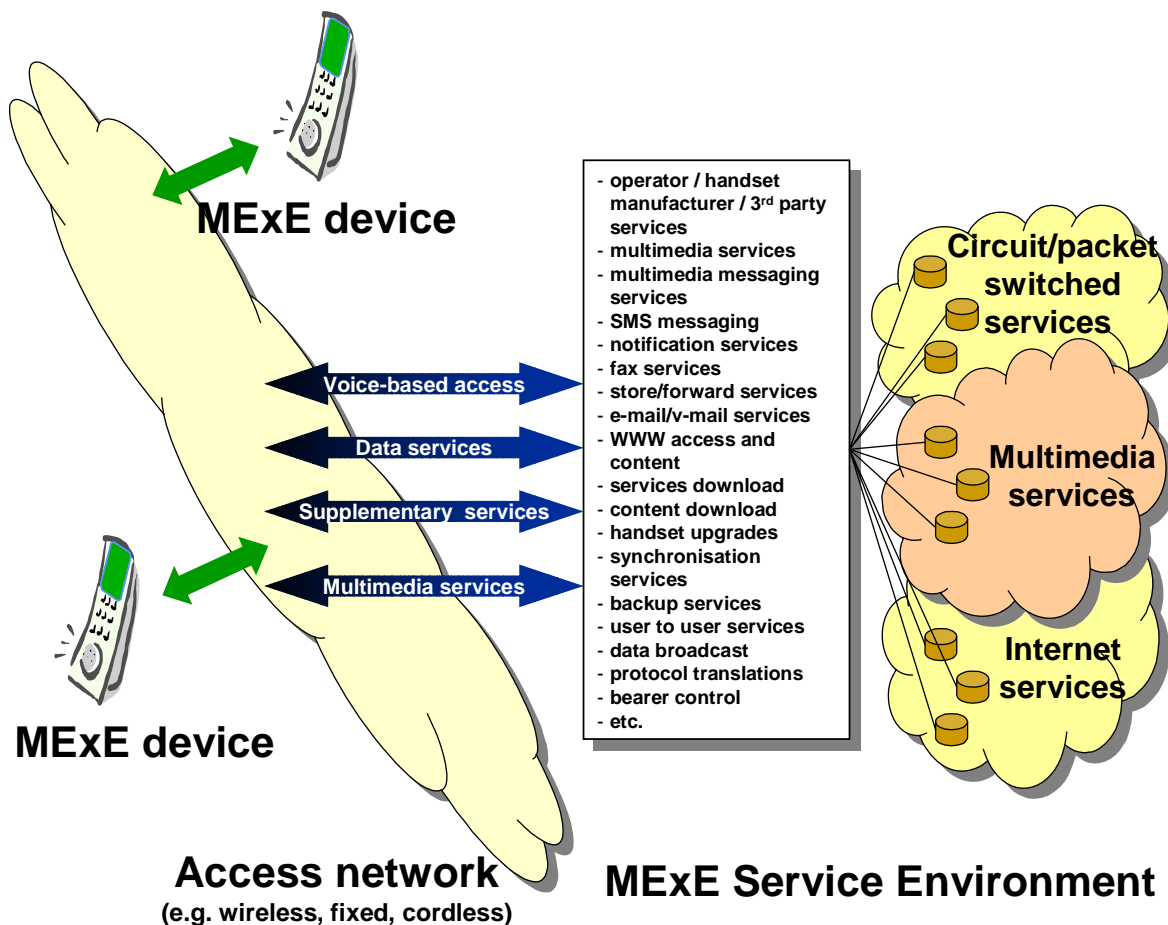 MExE device
- operator / handset
manufacturer / 3rd party
services
- multimedia services
- multimedia messaging
services
- SMS messaging
- notification services
- fax services
- store/forward services
- e-mail/v-mail services
- WWW access and
content
- services download
- content download
- handset upgrades
- synchronisation
services
- backup services
- user to user services
- data broadcast
- protocol translations
- bearer control
- etc.
Circuit/packet
switched
services
Voice-based access
Data services
Supplementary services
Multimedia services
Multimedia
services
Internet
services
MExE device
Access network
(e.g. wireless, fixed, cordless)
MExE Service Environment